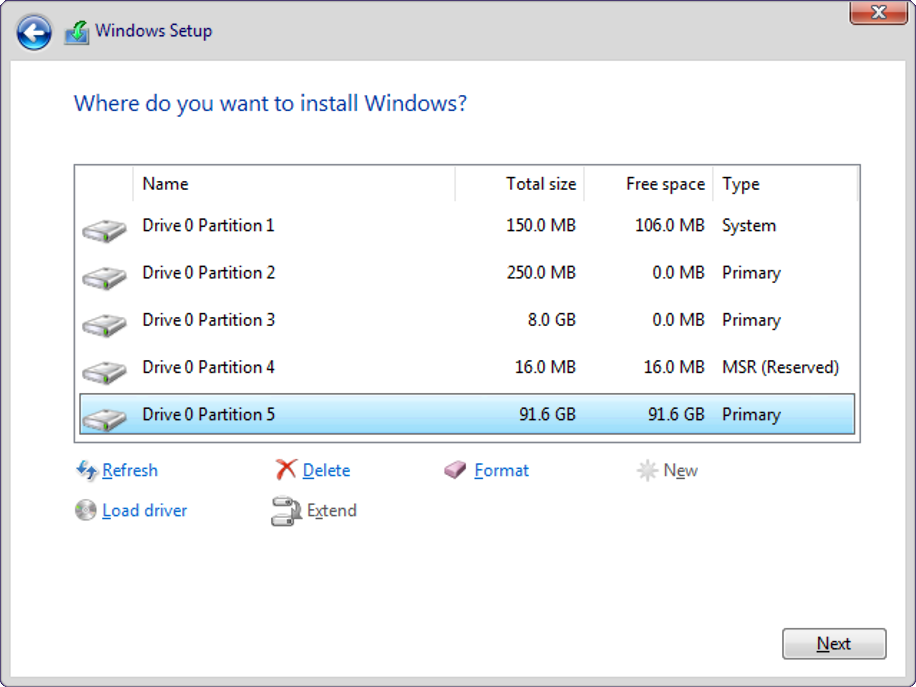 Windows Setup
Where do you want to install Windows?
Name Total size Free space Type
Drive 0 Partition 1 150.0 MB 106.0 MB System
Drive 0 Partition 2 250.0 MB 0.0 MB Primary
Drive 0 Partition 3 8.0 GB 0.0 MB Primary
Drive 0 Partition 4 16.0 MB 16.0 MB MSR (Reserved)
Drive 0 Partition 5 91.6 GB 91.6 GB Primary
Refresh Delete Format New
Load driver Extend
Next